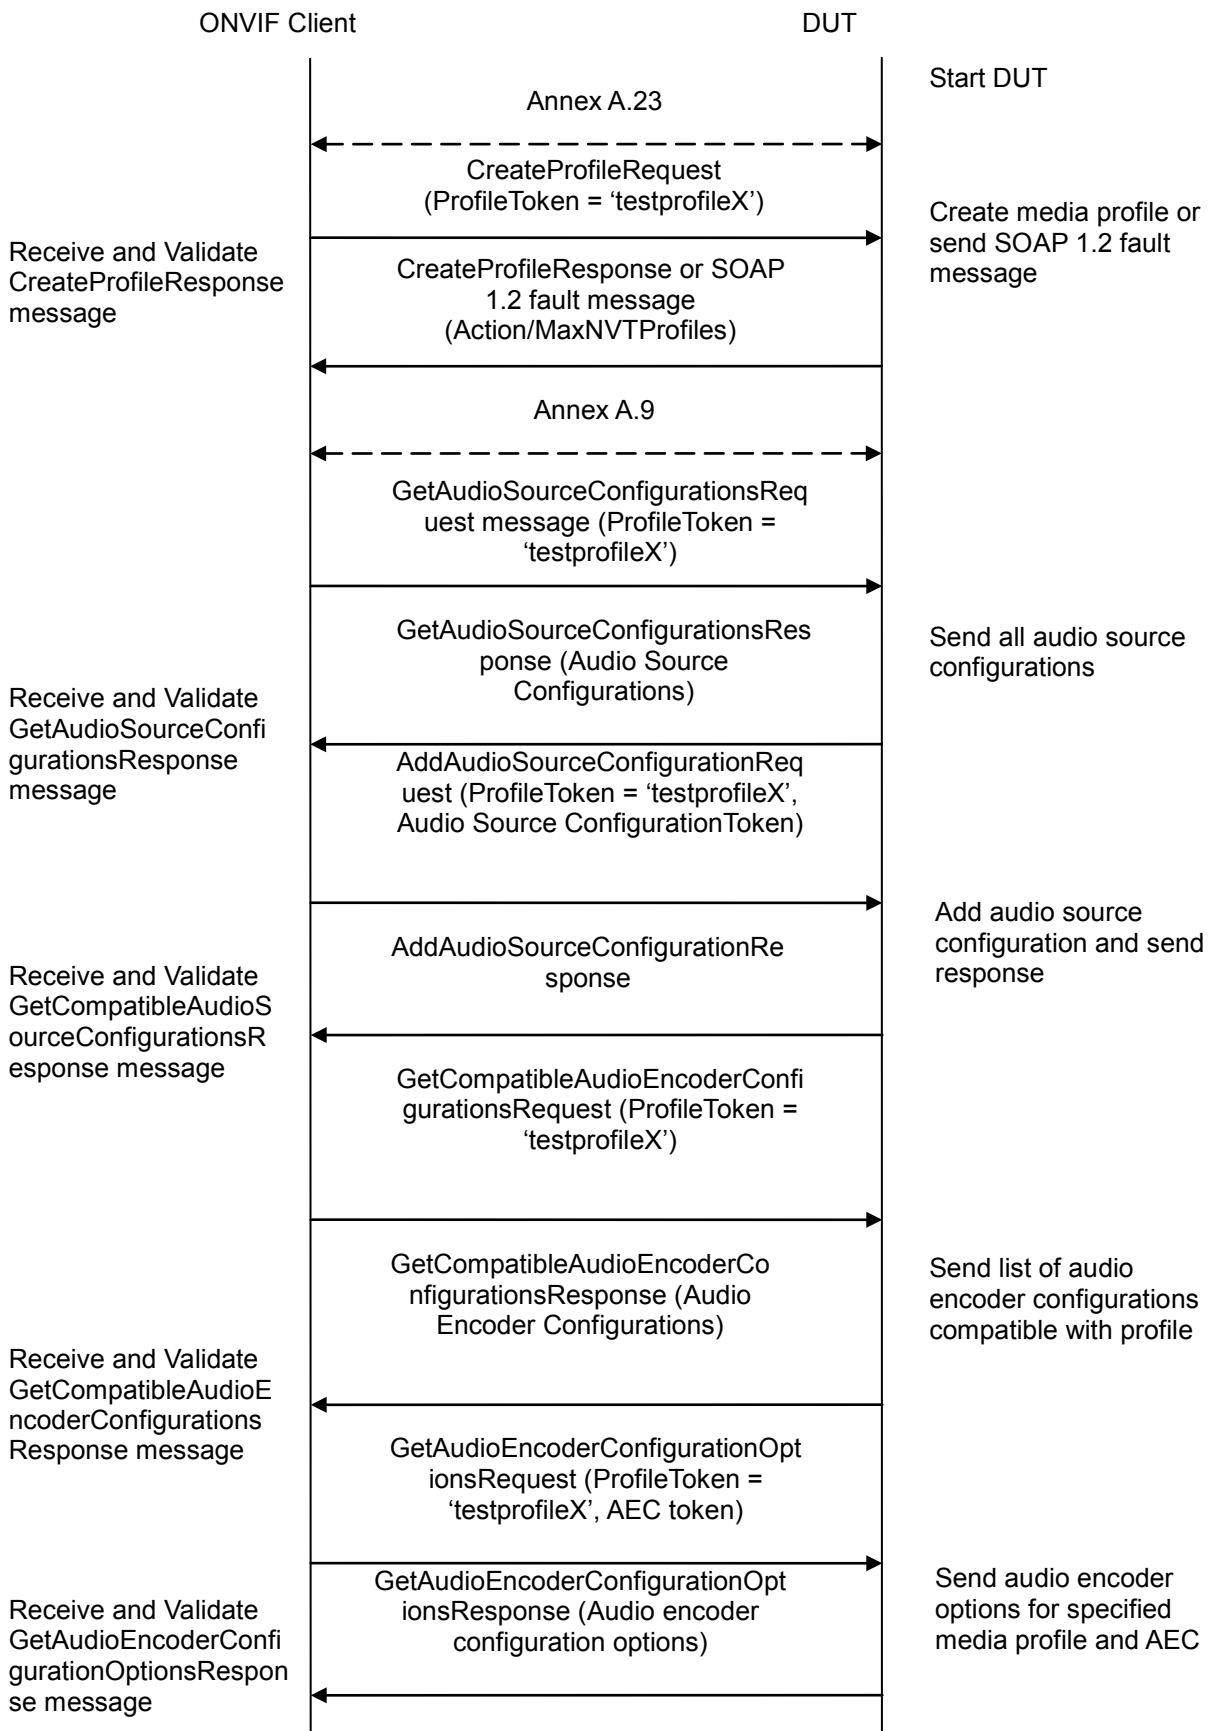 ONVIF Client
DUT
Start DUT
Annex A.23
CreateProfileRequest
(ProfileToken = ‘testprofileX’)
Create media profile or
send SOAP 1.2 fault
message
Receive and Validate
CreateProfileResponse
message
CreateProfileResponse or SOAP
1.2 fault message
(Action/MaxNVTProfiles)
Annex A.9
GetAudioSourceConfigurationsReq
uest message (ProfileToken =
‘testprofileX’)
GetAudioSourceConfigurationsRes
ponse (Audio Source
Configurations)
Send all audio source
configurations
Receive and Validate
GetAudioSourceConfi
gurationsResponse
message
AddAudioSourceConfigurationReq
uest (ProfileToken = ‘testprofileX’,
Audio Source ConfigurationToken)
Add audio source
configuration and send
response
AddAudioSourceConfigurationRe
sponse
Receive and Validate
GetCompatibleAudioS
ourceConfigurationsR
esponse message
GetCompatibleAudioEncoderConfi
gurationsRequest (ProfileToken =
‘testprofileX’)
GetCompatibleAudioEncoderCo
nfigurationsResponse (Audio
Encoder Configurations)
Send list of audio
encoder configurations
compatible with profile
Receive and Validate
GetCompatibleAudioE
ncoderConfigurations
Response message
GetAudioEncoderConfigurationOpt
ionsRequest (ProfileToken =
‘testprofileX’, AEC token)
GetAudioEncoderConfigurationOpt
ionsResponse (Audio encoder
configuration options)
Send audio encoder
options for specified
media profile and AEC
Receive and Validate
GetAudioEncoderConfi
gurationOptionsRespon
se message